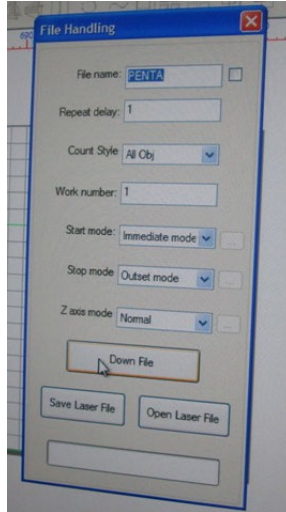 690
File Handling
File name: PENTA
Repeat delay: 1
Count Style All Obj
Work number: 1
Start mode: Immediate mode ...
Stop mode Outset mode ...
Z axis mode Normal ...
Down File
Save Laser File Open Laser File